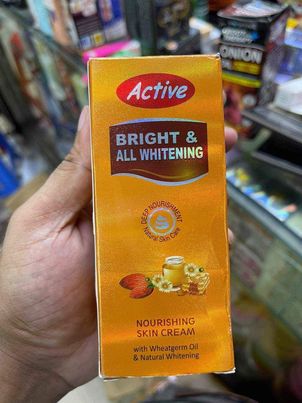 Active
BRIGHT &
ALL WHITENING
DEEP NOURISHMENT
Natural Skin Care
NOURISHING
SKIN CREAM
with Wheatgerm Oil
& Natural Whitening
ONION